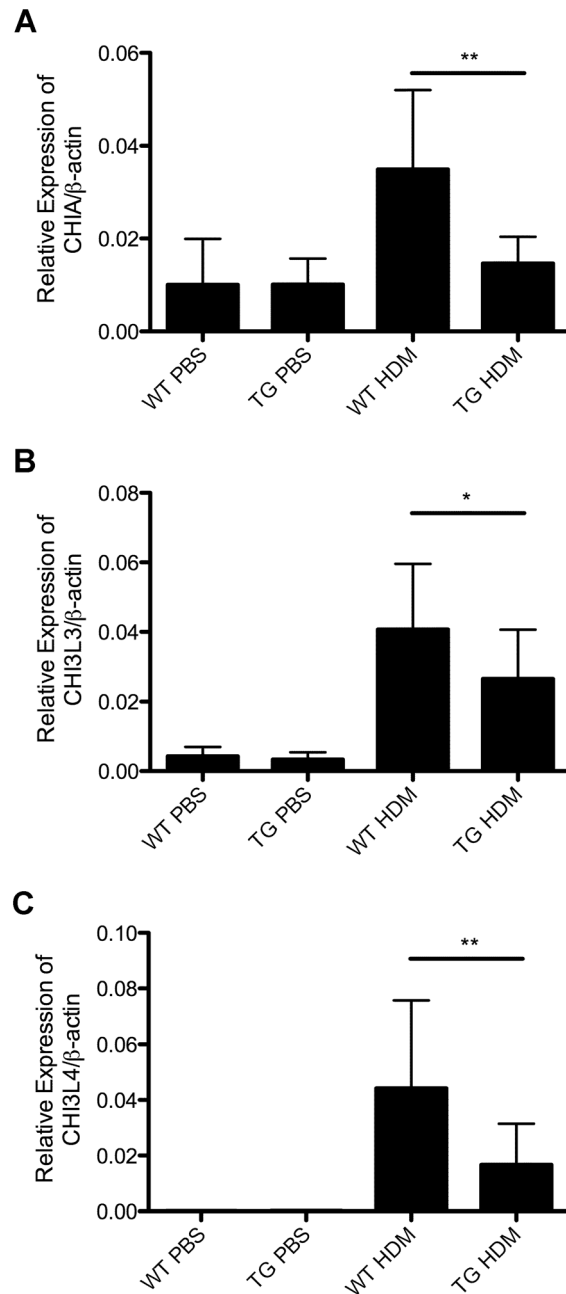 A
Relative Expression of
CHIA/β-actin
0.06
0.04
0.02
0.00
**
WT PBS
TG PBS
WT HDM
TG HDM
B
Relative Expression of
CHI3L3/β-actin
0.08
0.06
0.04
0.02
0.00
*
WT PBS
TG PBS
WT HDM
TG HDM
C
Relative Expression of
CHI3L4/β-actin
0.10
0.08
0.06
0.04
0.02
0.00
**
WT PBS
TG PBS
WT HDM
TG HDM